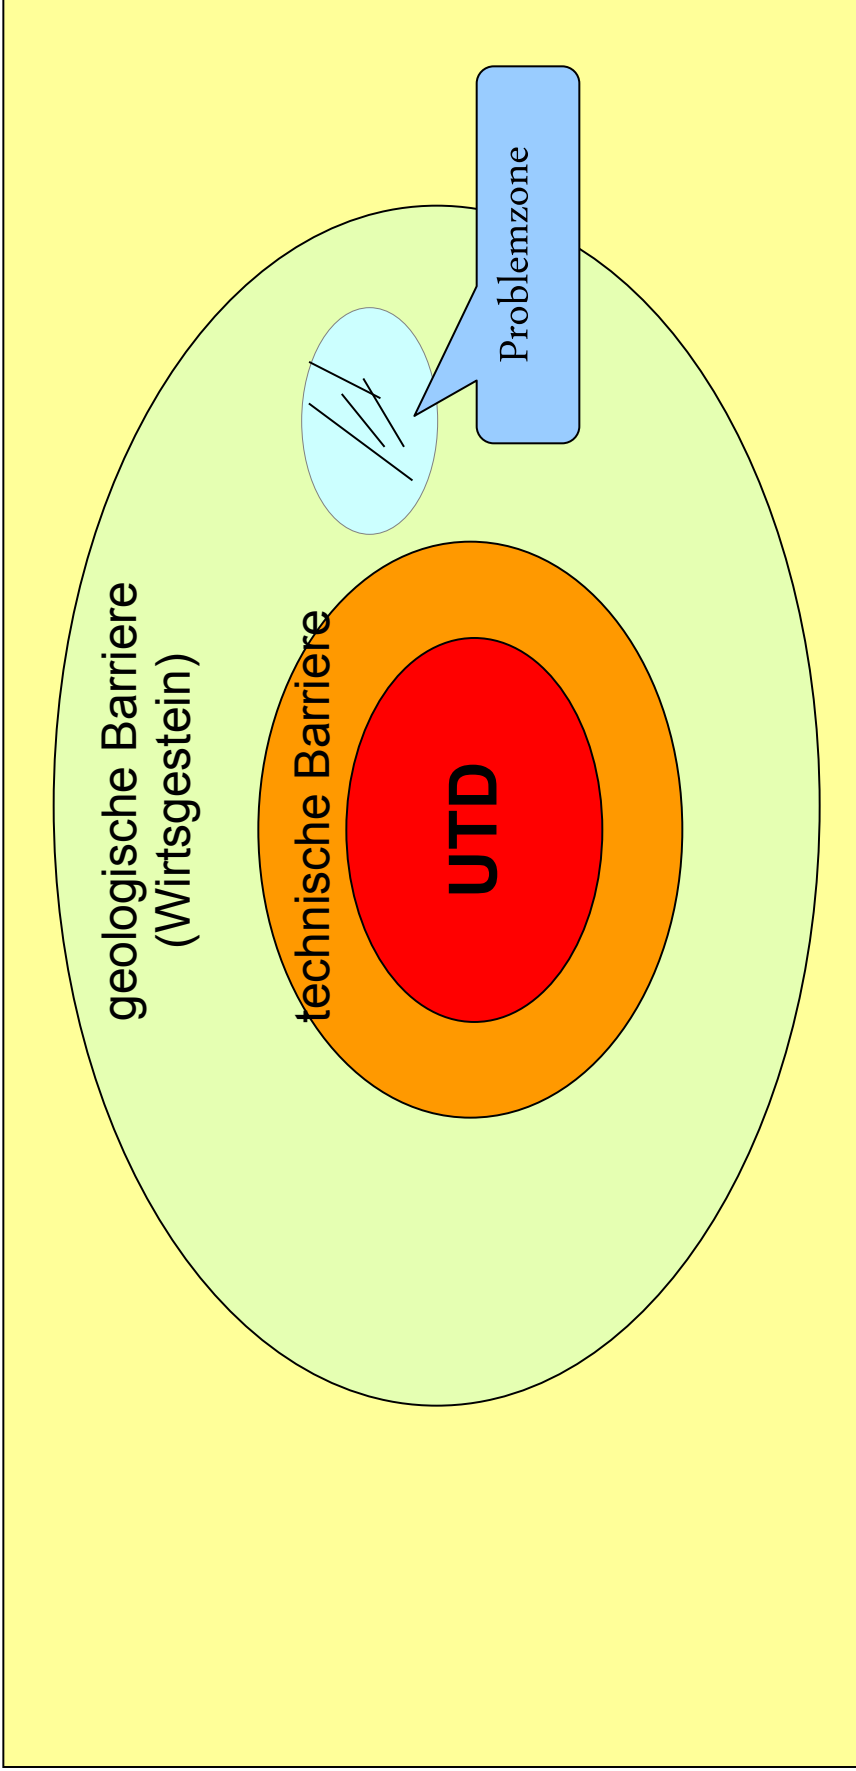 geologische Barriere
(Wirtsgestein)
technische Barriere
UTD
Problemzone